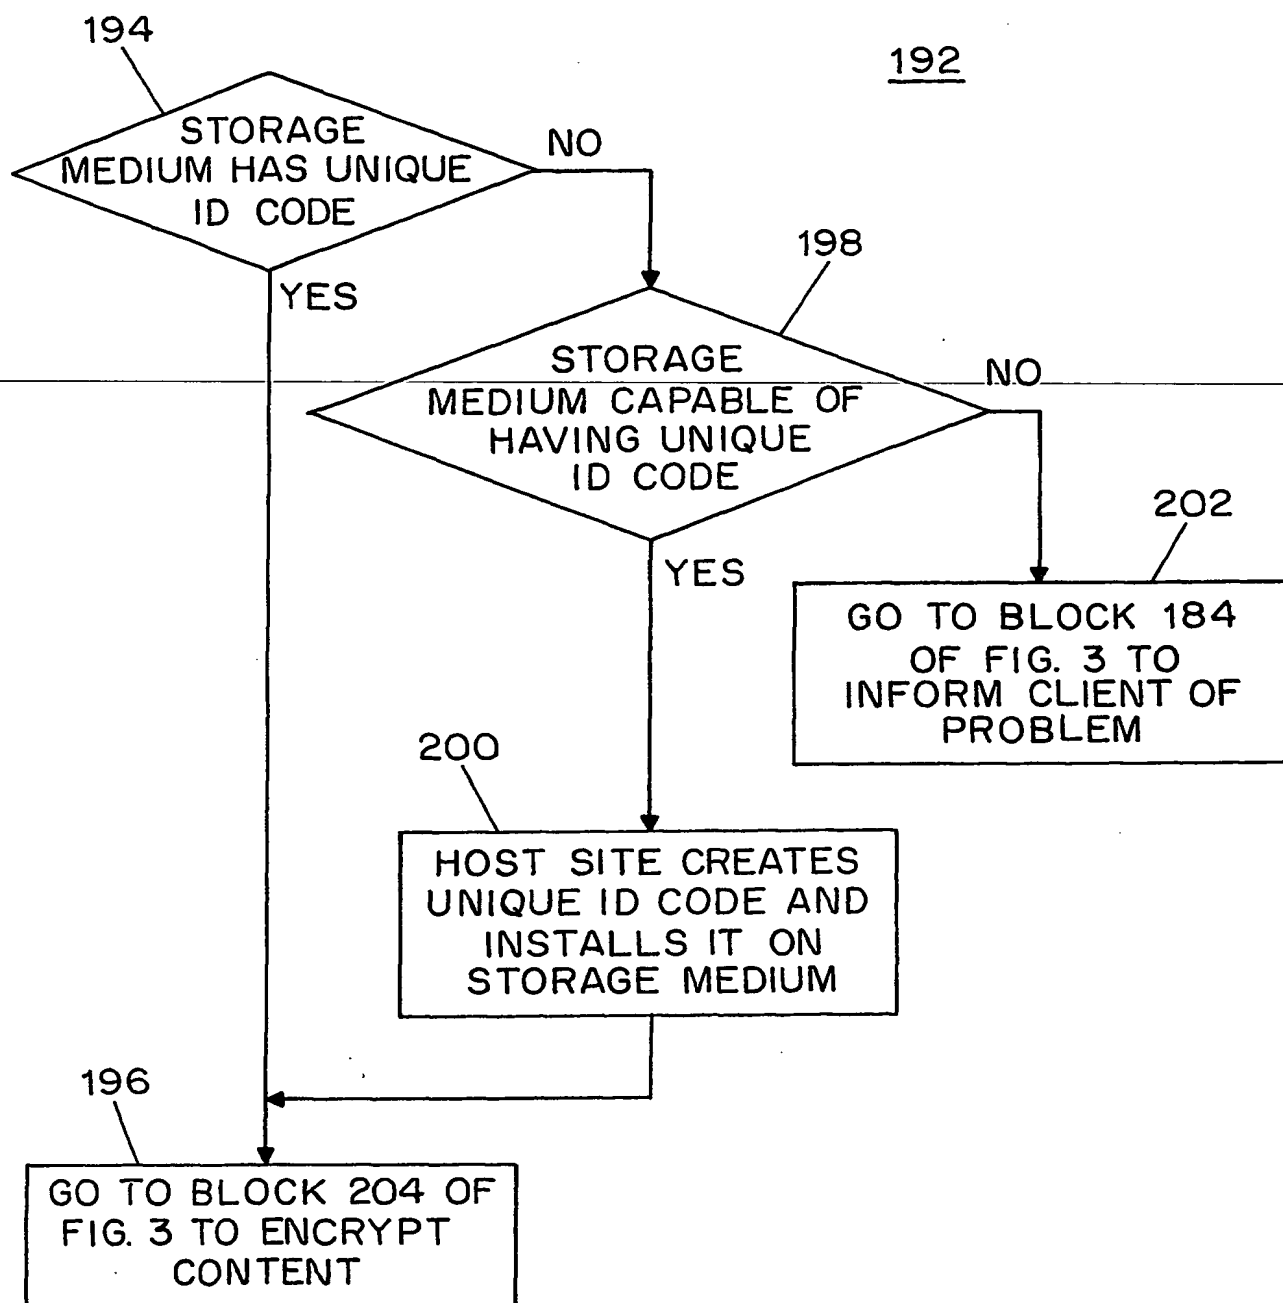 194
192
STORAGE
MEDIUM HAS UNIQUE
ID CODE
NO
YES
198
STORAGE
MEDIUM CAPABLE OF
HAVING UNIQUE
ID CODE
NO
YES
202
GO TO BLOCK 184
OF FIG. 3 TO
INFORM CLIENT OF
PROBLEM
200
HOST SITE CREATES
UNIQUE ID CODE AND
INSTALLS IT ON
STORAGE MEDIUM
196
GO TO BLOCK 204 OF
FIG. 3 TO ENCRYPT
CONTENT